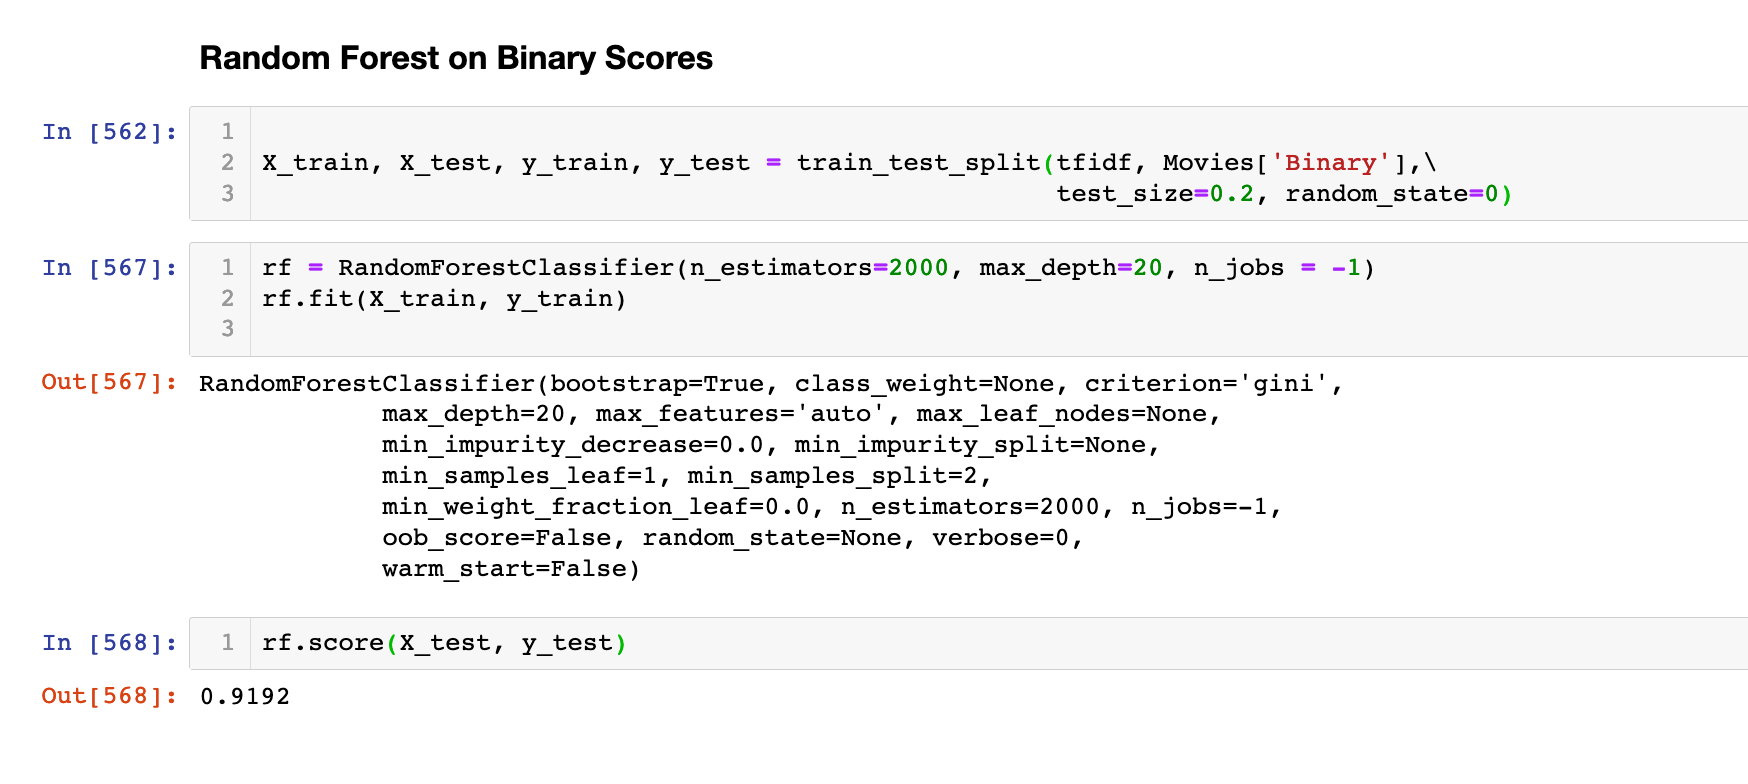 Random Forest on Binary Scores
In [562]:
1
2 X_train, X_test, y_train, y_test = train_test_split(tfidf, Movies['Binary'],\
3 test_size=0.2, random_state=0)
In [567]:
1 rf = RandomForestClassifier(n_estimators=2000, max_depth=20, n_jobs = -1)
2 rf.fit(X_train, y_train)
3
Out[567]: RandomForestClassifier(bootstrap=True, class_weight=None, criterion='gini',
max_depth=20, max_features='auto', max_leaf_nodes=None,
min_impurity_decrease=0.0, min_impurity_split=None,
min_samples_leaf=1, min_samples_split=2,
min_weight_fraction_leaf=0.0, n_estimators=2000, n_jobs=-1,
oob_score=False, random_state=None, verbose=0,
warm_start=False)
In [568]: 1 rf.score(X_test, y_test)
Out[568]: 0.9192